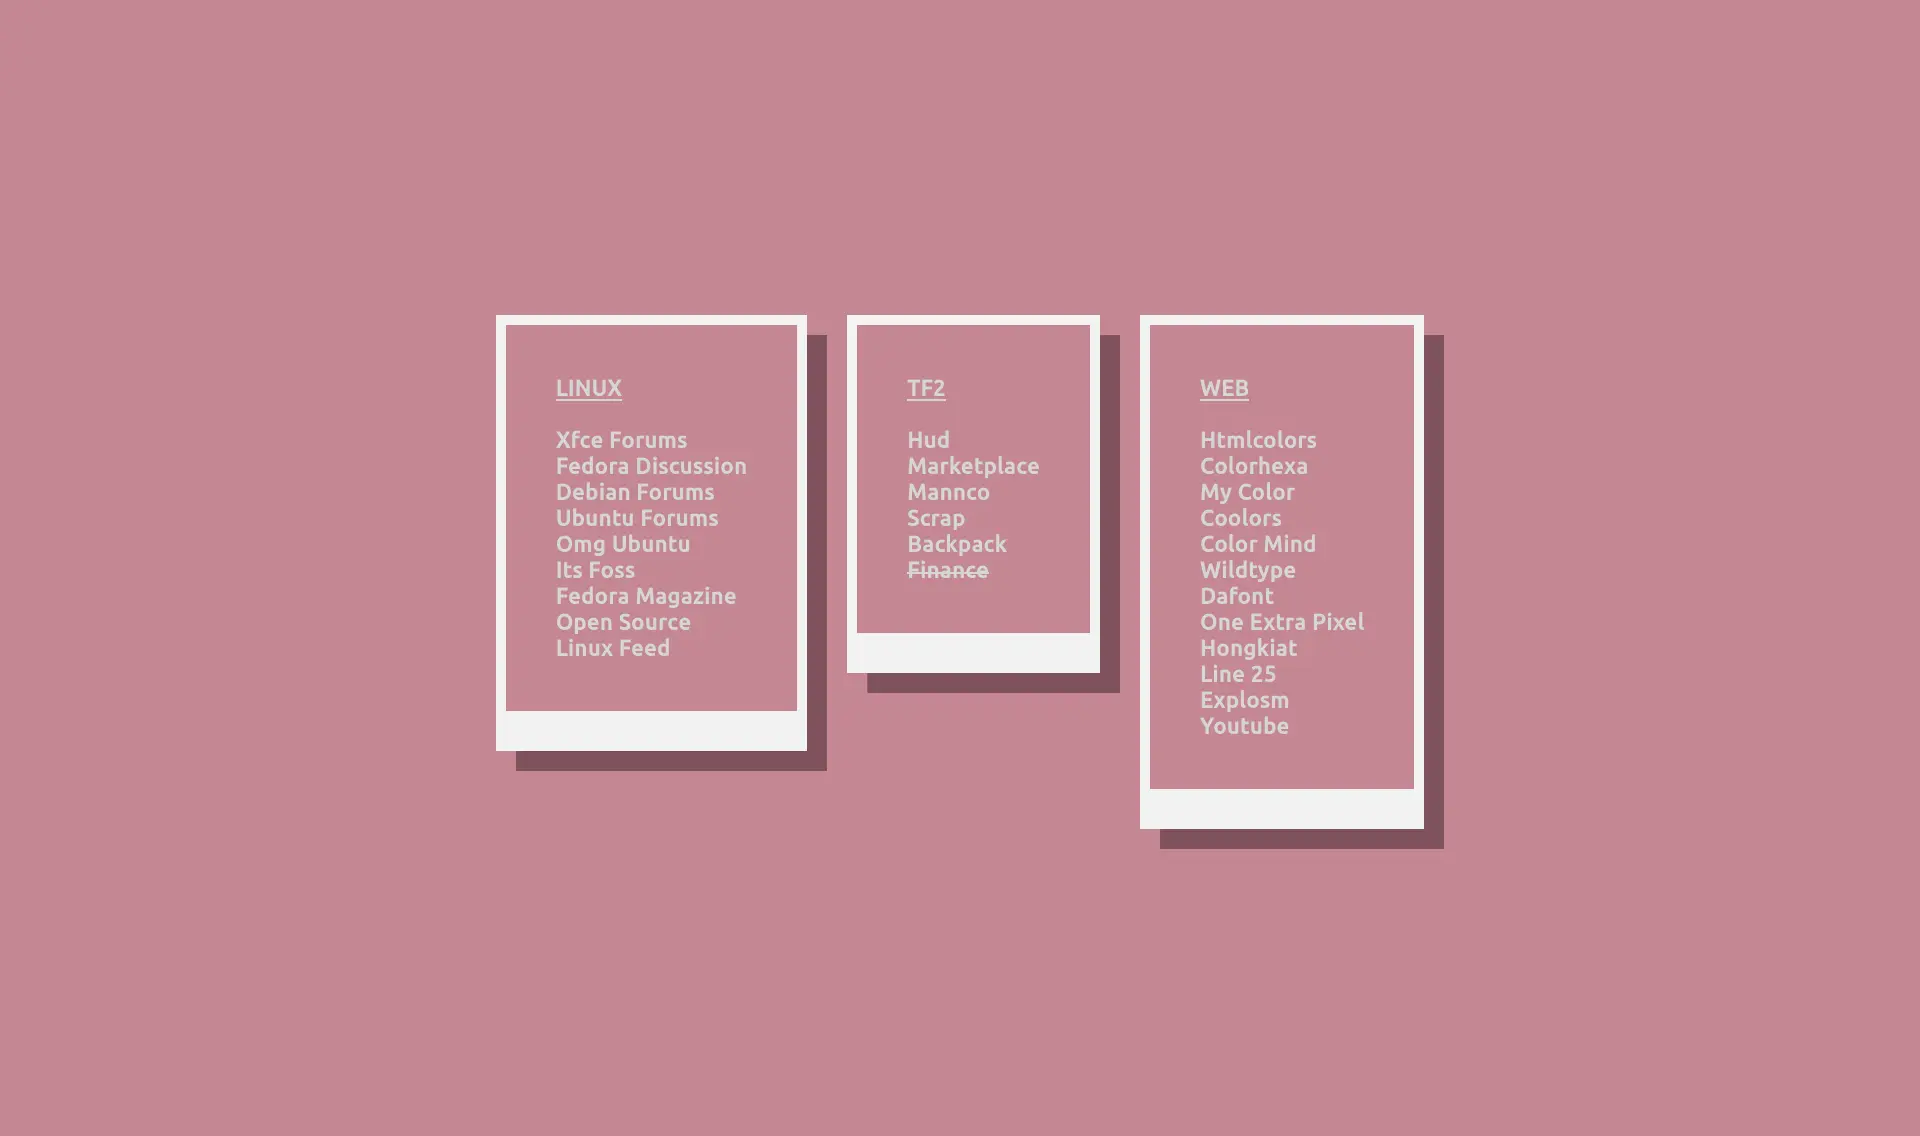 LINUX
Xfce Forums
Fedora Discussion
Debian Forums
Ubuntu Forums
Omg Ubuntu
Its Foss
Fedora Magazine
Open Source
Linux Feed
TF2
Hud
Marketplace
Mannco
Scrap
Backpack
Finance
WEB
Htmlcolors
Colorhexa
My Color
Coolors
Color Mind
Wildtype
Dafont
One Extra Pixel
Hongkiat
Line 25
Explosm
Youtube